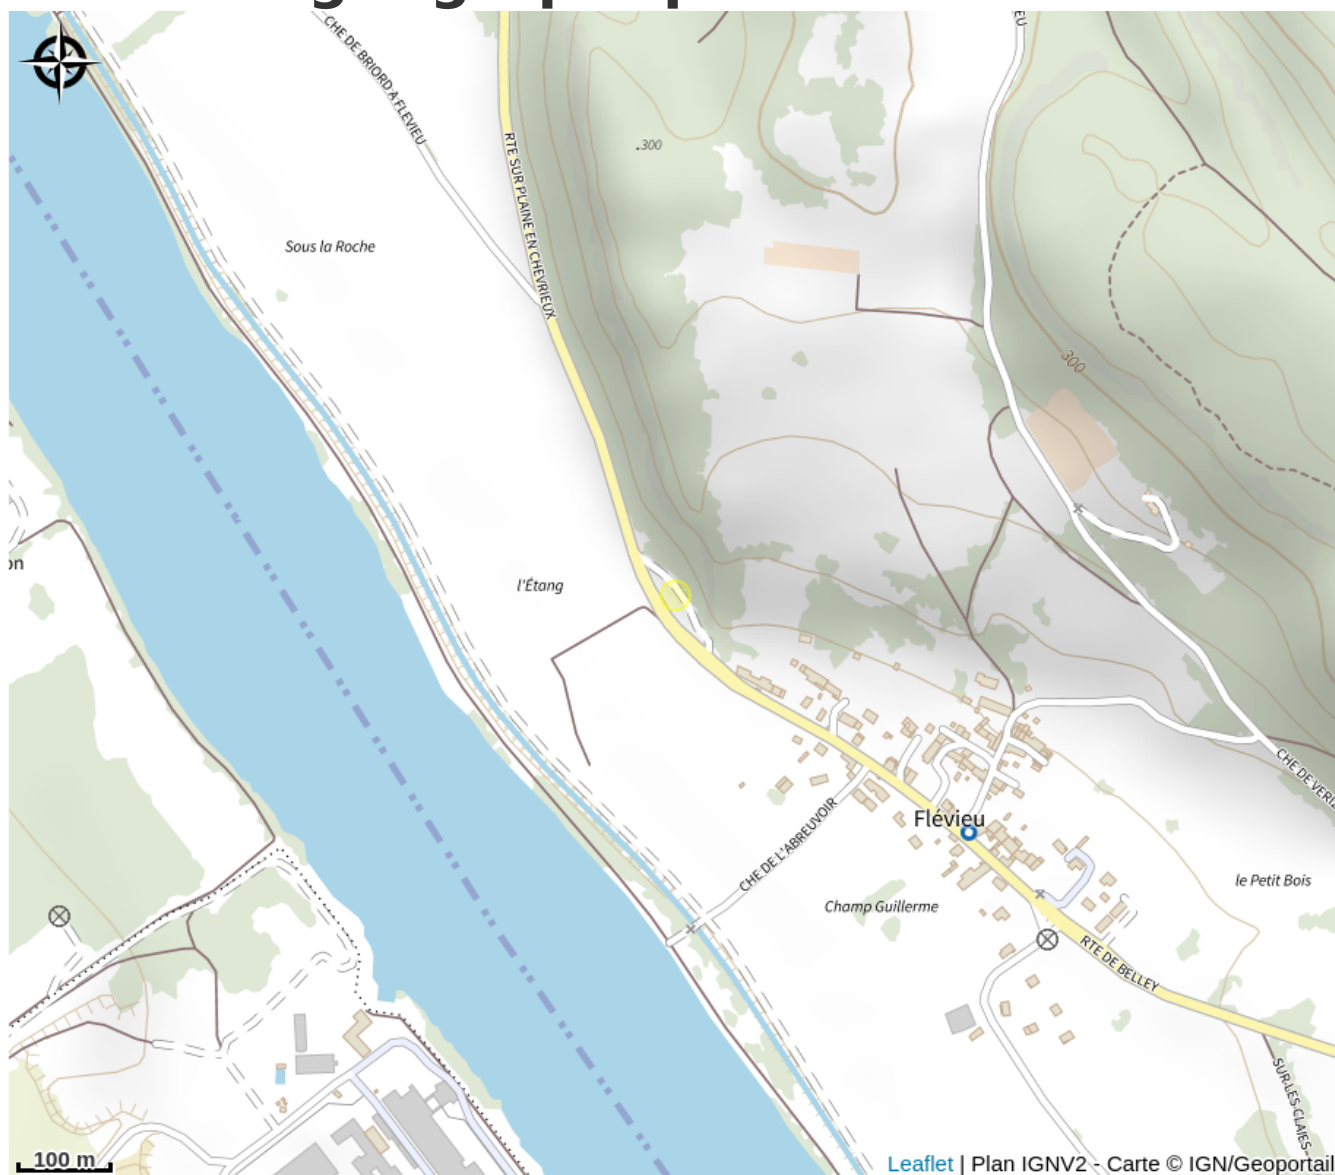 CHE DE BRIORD A FLEVIEU
EU
RTE SUR PLAINE EN CHEVRIEUX
.300
Sous la Roche
300
on
l'Étang
CHE DE VERIZ
Flévieu
CHE DE L'ABREUVOIR
le Petit Bois
Champ Guillerme
RTE DE BELLEY
SUR LES CLAIES
100 m
Leaflet | Plan IGNV2 - Carte © IGN/Geoportail